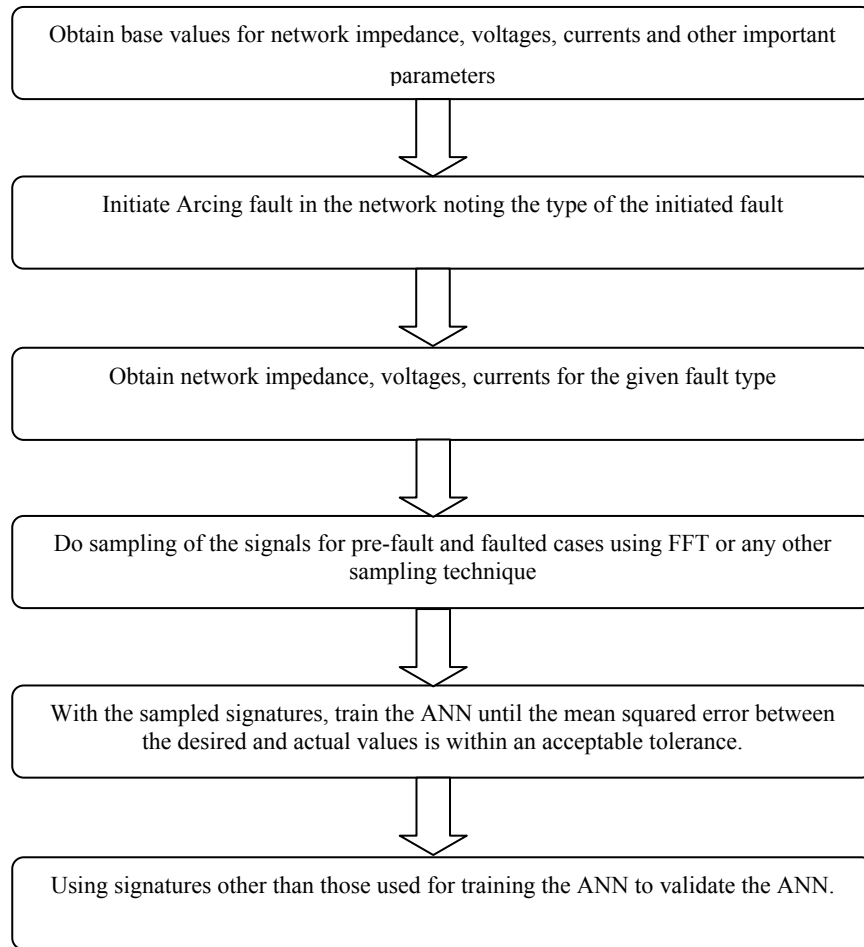 Obtain base values for network impedance, voltages, currents and other important
parameters
Initiate Arcing fault in the network noting the type of the initiated fault
Obtain network impedance, voltages, currents for the given fault type
Do sampling of the signals for pre-fault and faulted cases using FFT or any other
sampling technique
With the sampled signatures, train the ANN until the mean squared error between
the desired and actual values is within an acceptable tolerance.
Using signatures other than those used for training the ANN to validate the ANN.